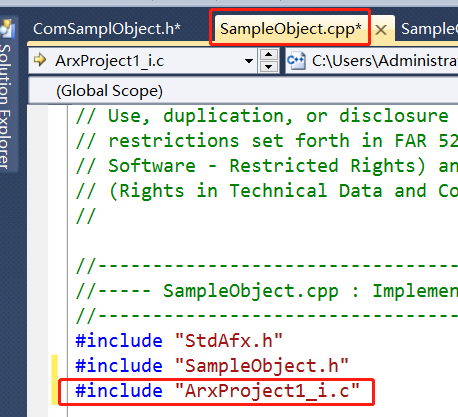 ComSamplObject.h*
SampleObject.cpp*
SampleO
ArxProject1_i.c
C:\Users\Administra
(Global Scope)
Solution Explorer
// Use, duplication, or disclosure
// restrictions set forth in FAR 52
// Software - Restricted Rights) an
// (Rights in Technical Data and Co
//
//-----------------------------------
//----- SampleObject.cpp : Implemen
//-----------------------------------
#include "StdAfx.h"
#include "SampleObject.h"
#include "ArxProject1_i.c"